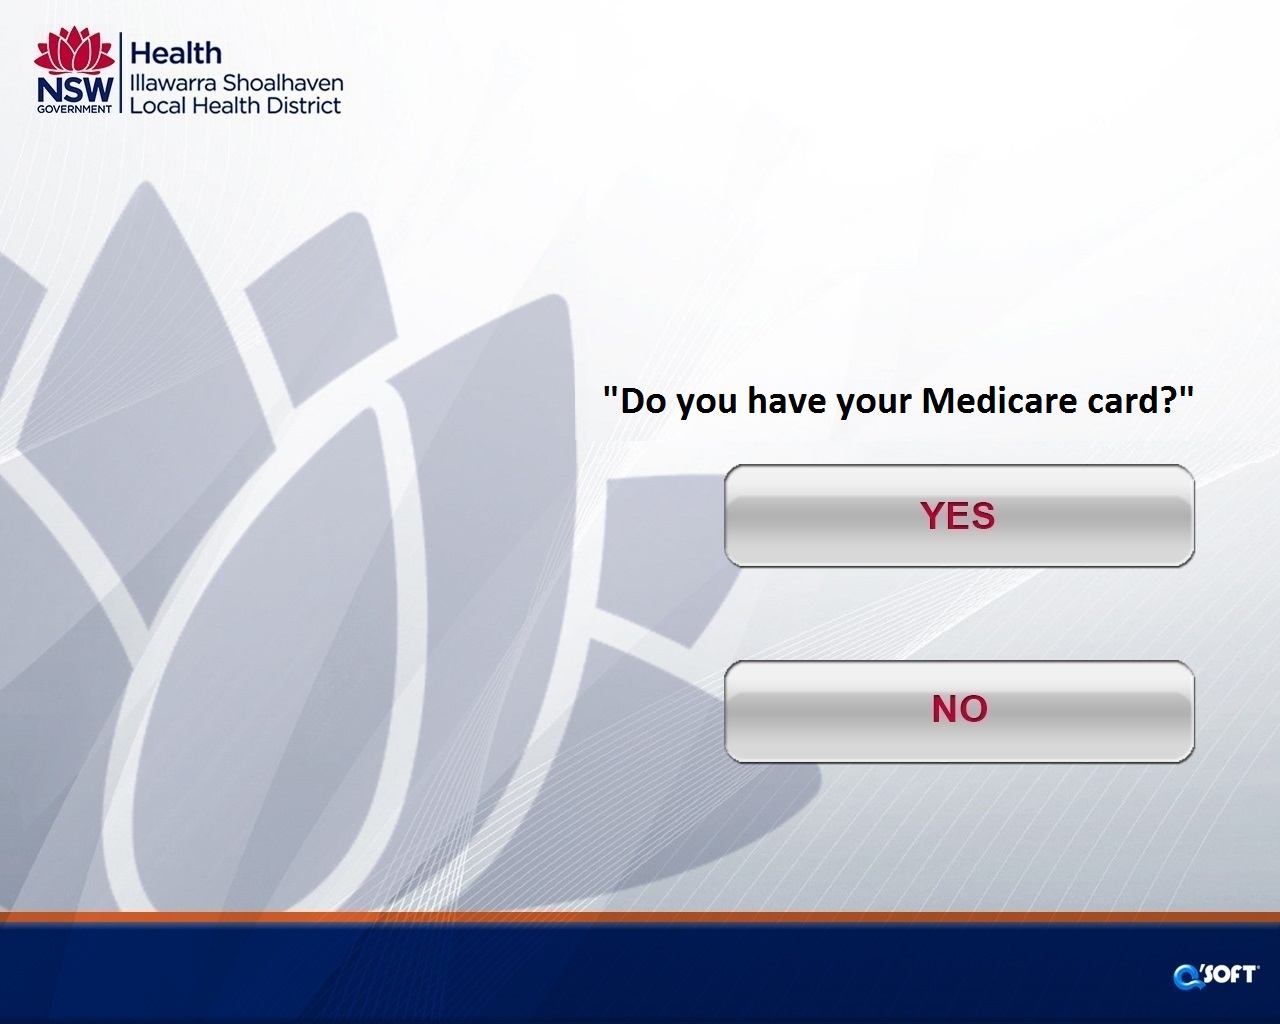 Health
Illawarra Shoalhaven
Local Health District
NSW
GOVERNMENT
"Do you have your Medicare card?"
YES
NO
Q'SOFT